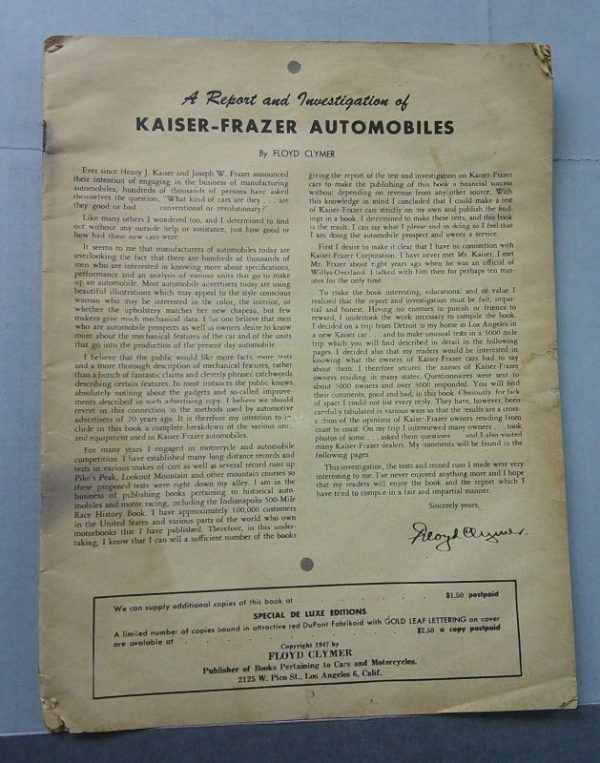 A Report and Investigation of
KAISER-FRAZER AUTOMOBILES
By FLOYD CLYMER
Ever since Henry J. Kaiser and Joseph W. Frazer announced
their intention of engaging in the business of manufacturing
automobiles, hundreds of thousands of persons have asked
themselves the question, "What kind of cars are they . . . are
they good or bad . . . conventional or revolutionary?"
Like many others I wondered too, and I determined to find
out without any outside help or assistance, just how good or
how bad these new cars were.
It seems to me that manufacturers of automobiles today are
overlooking the fact that there are hundreds of thousands of
men who are interested in knowing more about specifications,
performance and an analysis of various units that go to make
up an automobile. Most automobile advertisers today are using
beautiful illustrations which may appeal to the style conscious
woman who may be interested in the color, the interior, or
whether the upholstery matches her new chapeau, but few
makers give much mechanical data. I for one believe that men
who are automobile prospects as well as owners desire to know
more about the mechanical features of the car and of the units
that go into the production of the present day automobile.
I believe that the public would like more facts, more tests
and a more thorough description of mechanical features, rather
than a bunch of fantastic claims and cleverly phrased catchwords
describing certain features. In most instances the public knows
absolutely nothing about the gadgets and so-called improve-
ments described in such advertising copy. I believe we should
revert in this connection to the methods used by automotive
advertisers of 20 years ago. It is therefore my intention to in-
clude in this book a complete breakdown of the various units
and equipment used in Kaiser-Frazer automobiles.
For many years I engaged in motorcycle and automobile
competition. I have established many long distance records and
tests in various makes of cars as well as several record runs up
Pike's Peak, Lookout Mountain and other mountain courses so
these proposed tests were right down my alley. I am in the
business of publishing books pertaining to historical auto-
mobiles and motor racing, including the Indianapolis 500-Mile
Race History Book. I have approximately 100,000 customers
in the United States and various parts of the world who own
motorbooks that I have published. Therefore, in this under-
taking, I know that I can sell a sufficient number of the books
giving the report of the test and investigation on Kaiser-Frazer
cars to make the publishing of this book a financial success
without depending on revenue from any other source. With
this knowledge in mind I concluded that I could make a test
of Kaiser-Frazer cars strictly on my own and publish the find-
ings in a book. I determined to make these tests, and this book
is the result. I can say what I please and in doing so I feel that
I am doing the automobile prospect and owner a service.
First I desire to make it clear that I have no connection with
Kaiser-Frazer Corporation. I have never met Mr. Kaiser; I met
Mr. Frazer about eight years ago when he was an official of
Willys-Overland. I talked with him then for perhaps ten min-
utes for the only time.
To make the book interesting, educational and of value I
realized that the report and investigation must be fair, impar-
tial and honest. Having no enemies to punish or friends to
reward, I undertook the work necessary to compile the book.
I decided on a trip from Detroit to my home in Los Angeles in
a new Kaiser car . . . and to make unusual tests in a 3000 mile
trip which you will find described in detail in the following
pages. I decided also that my readers would be interested in
knowing what the owners of Kaiser Frazer cars had to say
about them. I therefore secured the names of Kaiser-Frazer
owners residing in many states. Questionnaires were sent to
about 5000 owners and over 3000 responded. You will find
their comments, good and bad, in this book. Obviously, for lack
of space I could not list every reply. They have, however, been
carefully tabulated in various ways so that the results are a cross-
section of the opinions of Kaiser-Frazer owners residing from
coast to coast. On my trip I interviewed many owners . . . took
photos of some . . . asked them questions . . . and I also visited
many Kaiser-Frazer dealers. My comments will be found in the
following pages.
This investigation, the tests and record runs I made were very
interesting to me. I've never enjoyed anything more and I hope
that my readers will enjoy the book and the report which I
have tried to compile in a fair and impartial manner.
Sincerely yours,
Floyd Clymer.
We can supply additional copies of this book at . . . $1.50 postpaid
SPECIAL DE LUXE EDITIONS
A limited number of copies bound in attractive red DuPont Fabrikoid with GOLD LEAF LETTERING on cover
are available at . . . $2.50 a copy postpaid
Copyright 1947 by
FLOYD CLYMER
Publisher of Books Pertaining to Cars and Motorcycles.
2125 W. Pico St., Los Angeles 6, Calif.
3